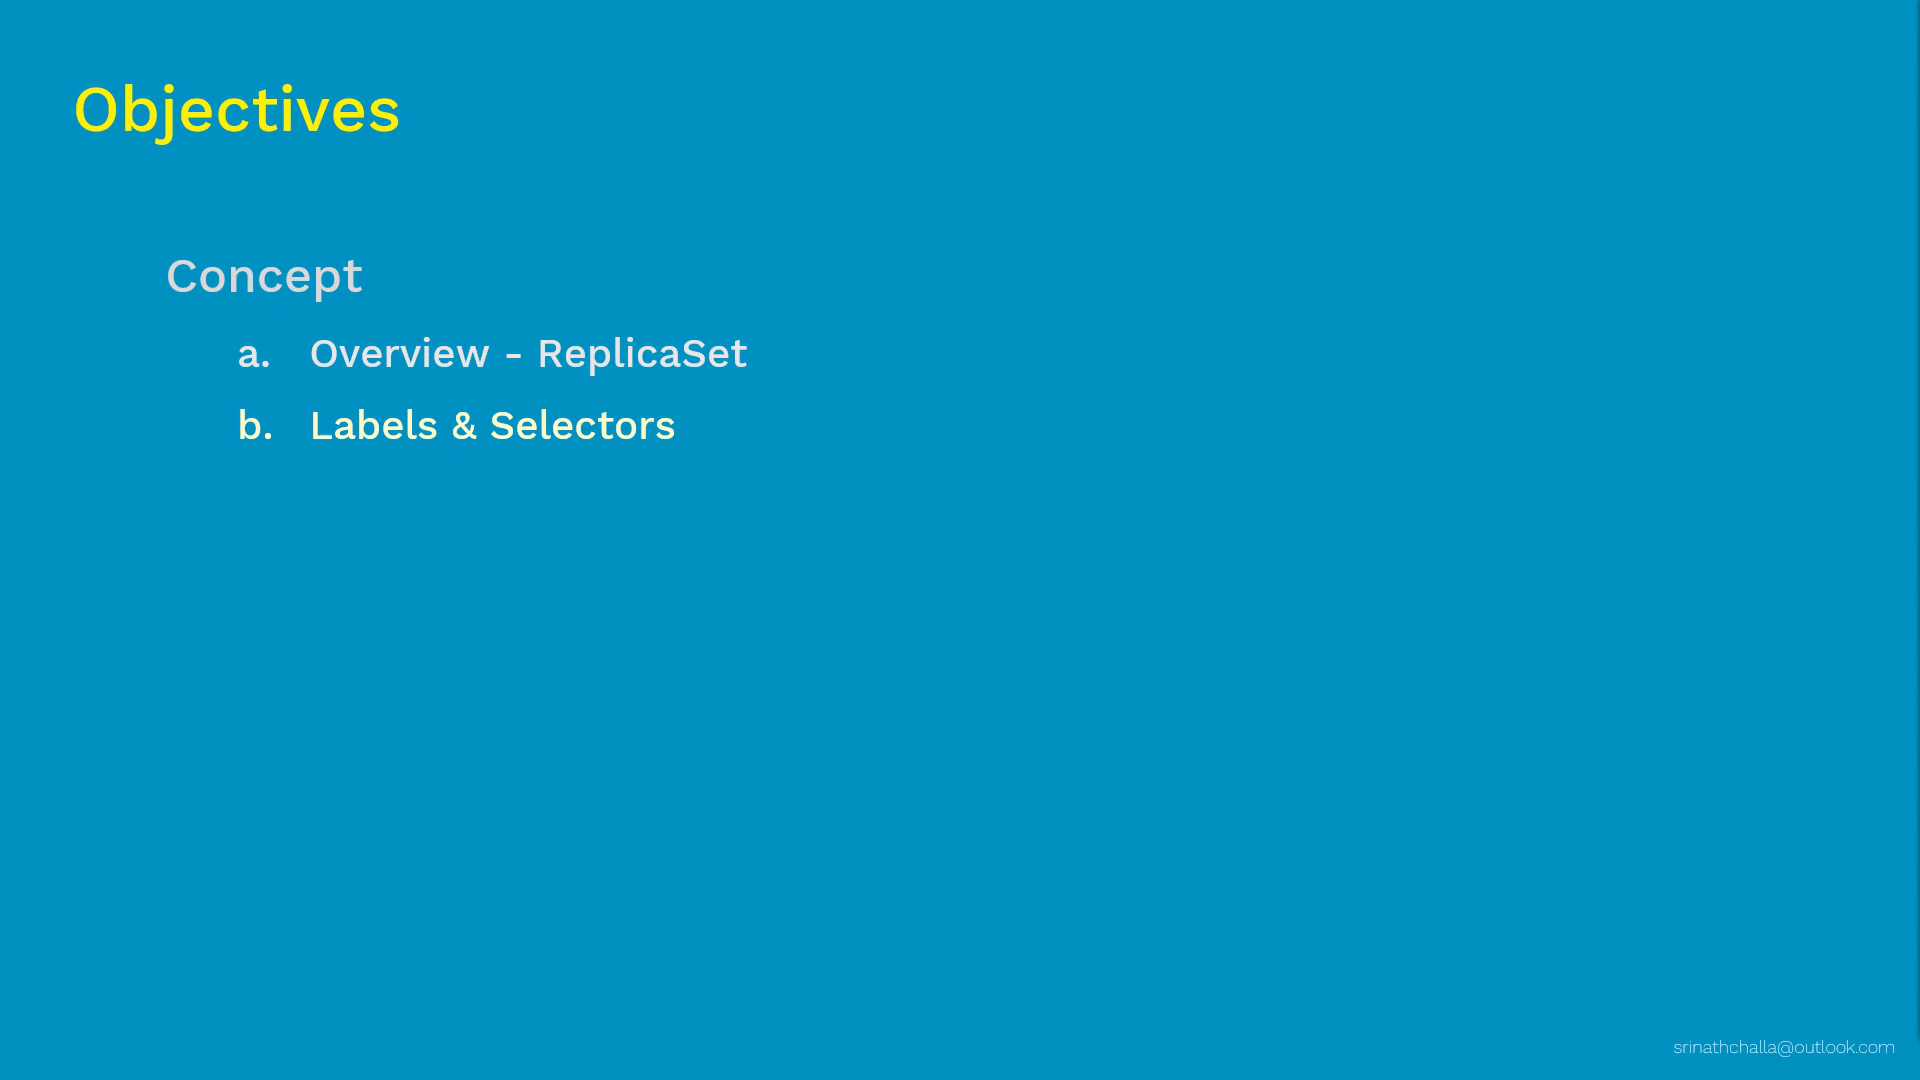 Objectives
Concept
a. Overview - ReplicaSet
b. Labels & Selectors
srinathchalla@outlook.com